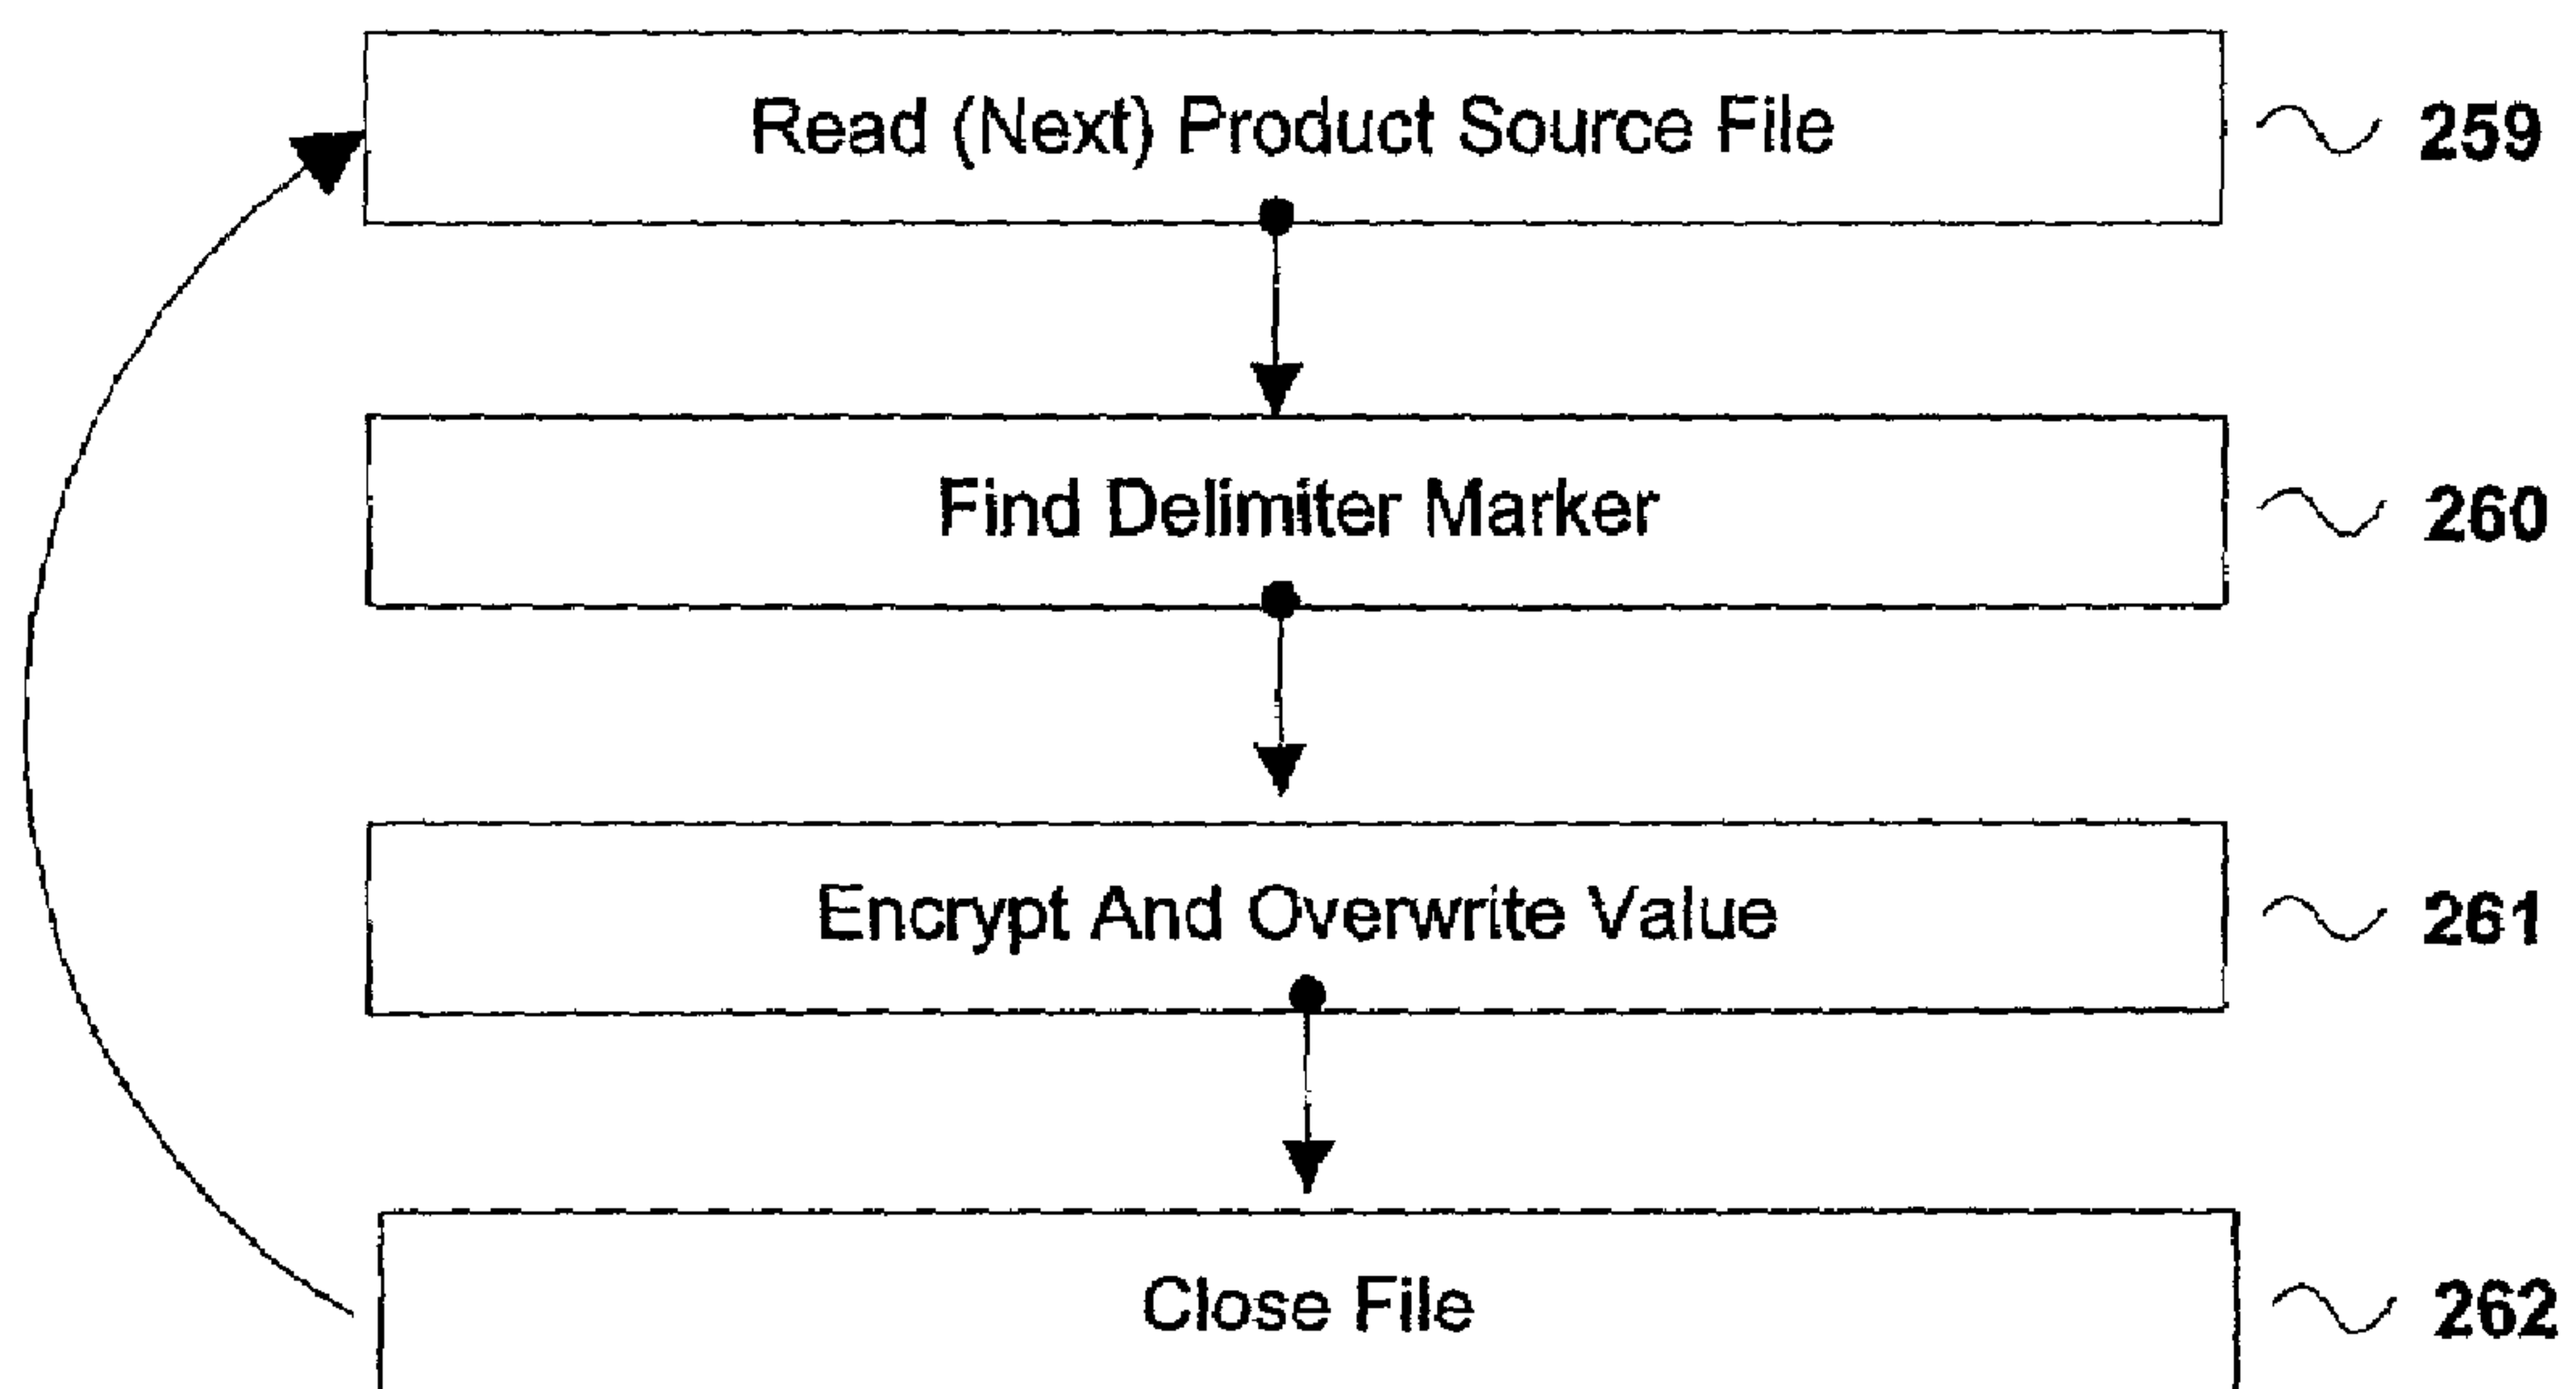 Read (Next) Product Source File 259
Find Delimiter Marker 260
Encrypt And Overwrite Value 261
Close File 262